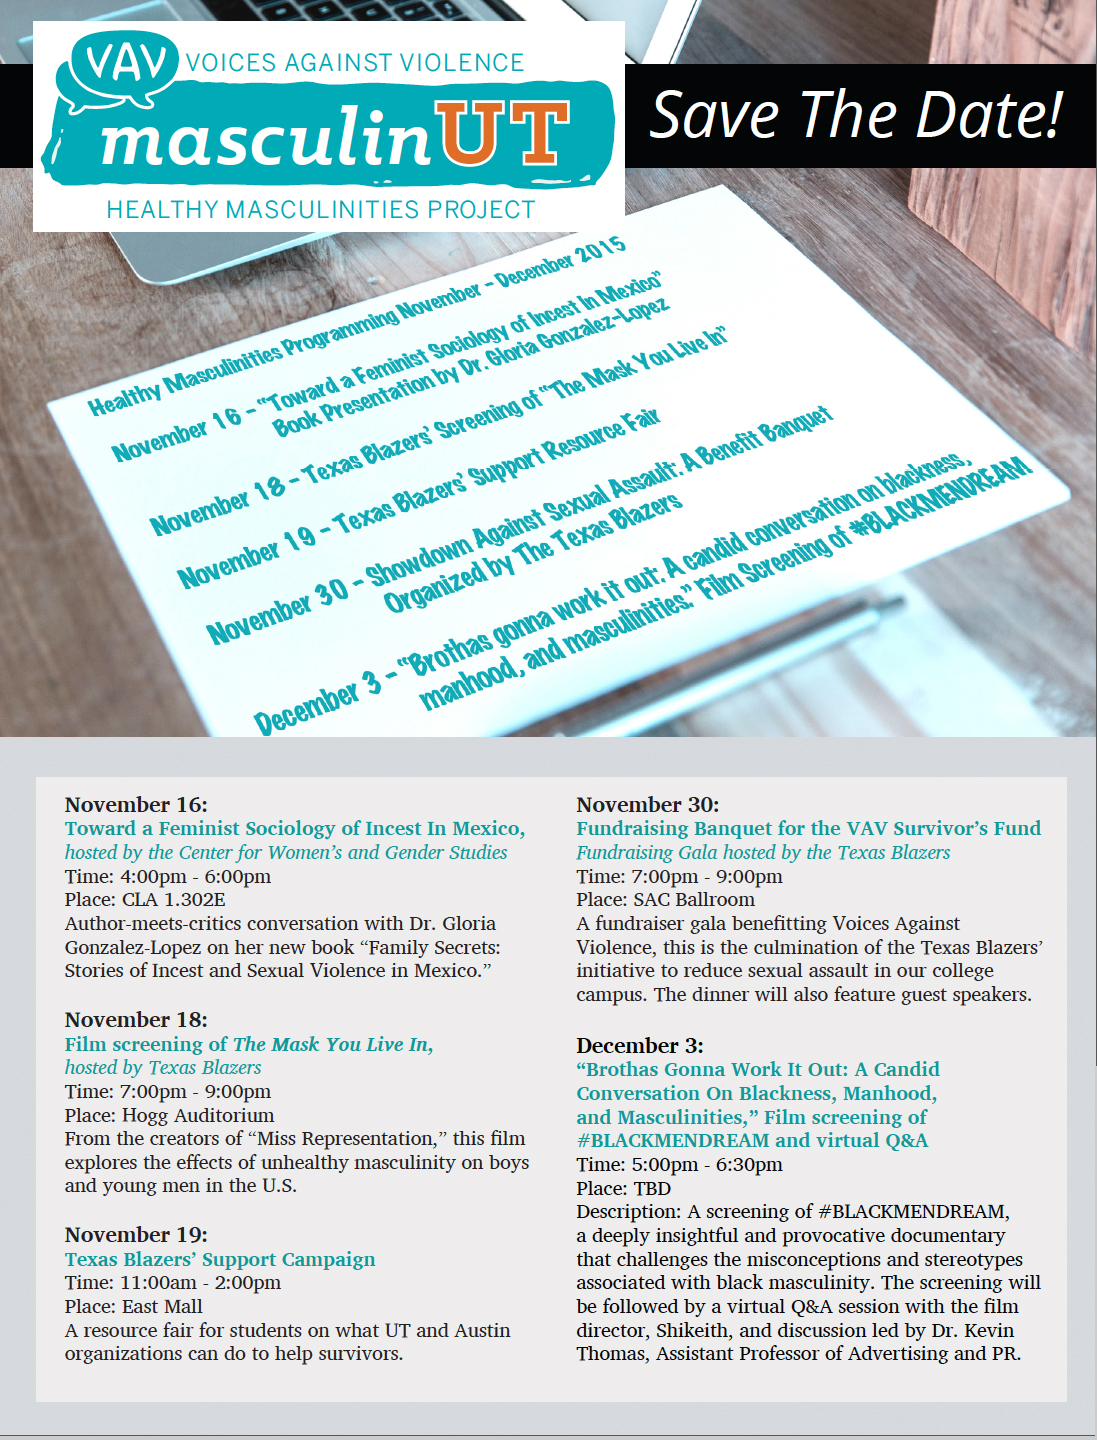 VAV
VOICES AGAINST VIOLENCE
masculinUT
HEALTHY MASCULINITIES PROJECT
Save The Date!
Healthy Masculinities Programming November - December 2015
November 16 - "Toward a Feminist Sociology of Incest In Mexico"
Book Presentation by Dr. Gloria Gonzalez-Lopez
November 18 - Texas Blazers' Screening of "The Mask You Live In"
November 19 - Texas Blazers' Support Resource Fair
November 30 - Showdown Against Sexual Assault: A Benefit Banquet
Organized by The Texas Blazers
December 3 - "Brothas gonna work it out: A candid conversation on blackness,
manhood, and masculinities." Film Screening of #BLACKMENDREAM
November 16:
Toward a Feminist Sociology of Incest In Mexico,
hosted by the Center for Women's and Gender Studies
Time: 4:00pm - 6:00pm
Place: CLA 1.302E
Author-meets-critics conversation with Dr. Gloria
Gonzalez-Lopez on her new book “Family Secrets:
Stories of Incest and Sexual Violence in Mexico.”
November 18:
Film screening of The Mask You Live In,
hosted by Texas Blazers
Time: 7:00pm - 9:00pm
Place: Hogg Auditorium
From the creators of “Miss Representation,” this film
explores the effects of unhealthy masculinity on boys
and young men in the U.S.
November 19:
Texas Blazers’ Support Campaign
Time: 11:00am - 2:00pm
Place: East Mall
A resource fair for students on what UT and Austin
organizations can do to help survivors.
November 30:
Fundraising Banquet for the VAV Survivor’s Fund
Fundraising Gala hosted by the Texas Blazers
Time: 7:00pm - 9:00pm
Place: SAC Ballroom
A fundraiser gala benefitting Voices Against
Violence, this is the culmination of the Texas Blazers’
initiative to reduce sexual assault in our college
campus. The dinner will also feature guest speakers.
December 3:
“Brothas Gonna Work It Out: A Candid
Conversation On Blackness, Manhood,
and Masculinities,” Film screening of
#BLACKMENDREAM and virtual Q&A
Time: 5:00pm - 6:30pm
Place: TBD
Description: A screening of #BLACKMENDREAM,
a deeply insightful and provocative documentary
that challenges the misconceptions and stereotypes
associated with black masculinity. The screening will
be followed by a virtual Q&A session with the film
director, Shikeith, and discussion led by Dr. Kevin
Thomas, Assistant Professor of Advertising and PR.